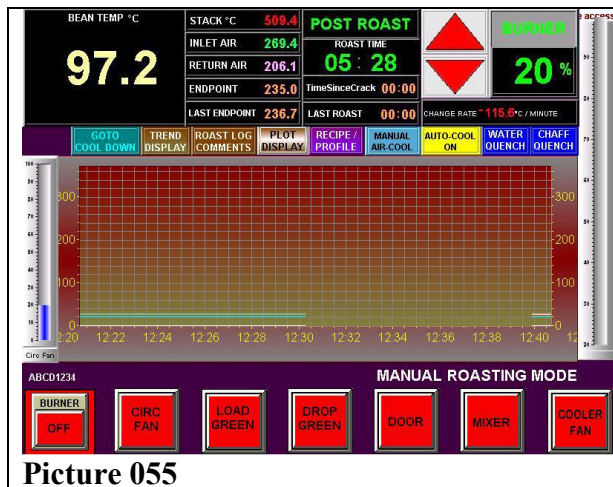 BEAN TEMP °C
97.2
STACK °C 509.4
INLET AIR 269.4
RETURN AIR 206.1
ENDPOINT 235.0
LAST ENDPOINT 236.7
POST ROAST
ROAST TIME
05 : 28
TimeSinceCrack 00:00
LAST ROAST 00:00
BURNER
20 %
CHANGE RATE -115.6 °C / MINUTE
GOTO COOL DOWN
TREND DISPLAY
ROAST LOG COMMENTS
PLOT DISPLAY
RECIPE / PROFILE
MANUAL AIR-COOL
AUTO-COOL ON
WATER QUENCH
CHAFF QUENCH
300 300
200 200
100 100
0 0
12:22 12:24 12:26 12:28 12:30 12:32 12:34 12:36 12:38 12:40
Circ Fan
ABCD1234
MANUAL ROASTING MODE
BURNER
OFF
CIRC FAN
LOAD GREEN
DROP GREEN
DOOR
MIXER
COOLER FAN
Picture 055